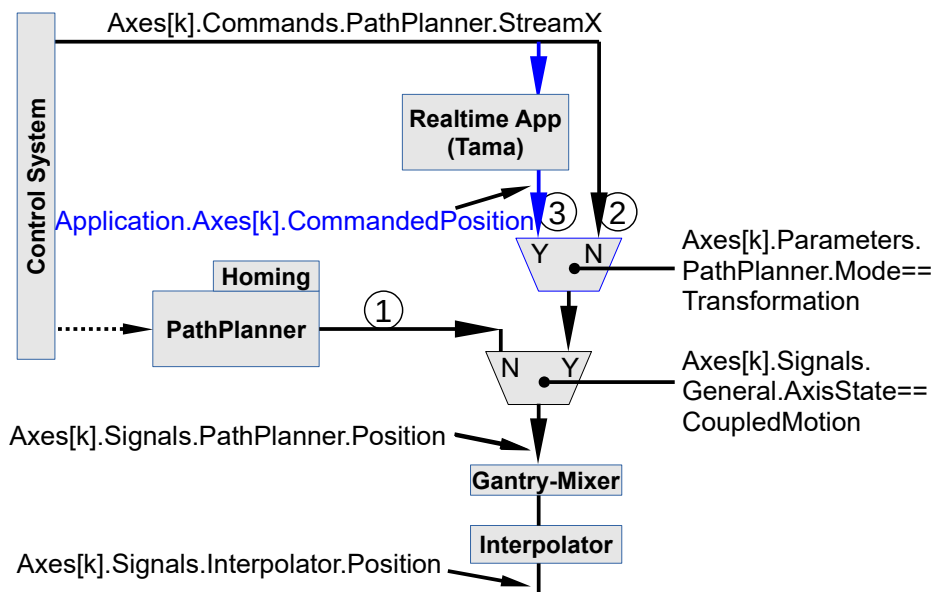 Axes[k].Commands.PathPlanner.StreamX
Control System
Realtime App
(Tama)
Application.Axes[k].CommandedPosition
3
2
Y N
Axes[k].Parameters.
PathPlanner.Mode==
Transformation
Homing
PathPlanner
1
N Y
Axes[k].Signals.
General.AxisState==
CoupledMotion
Axes[k].Signals.PathPlanner.Position
Gantry-Mixer
Interpolator
Axes[k].Signals.Interpolator.Position